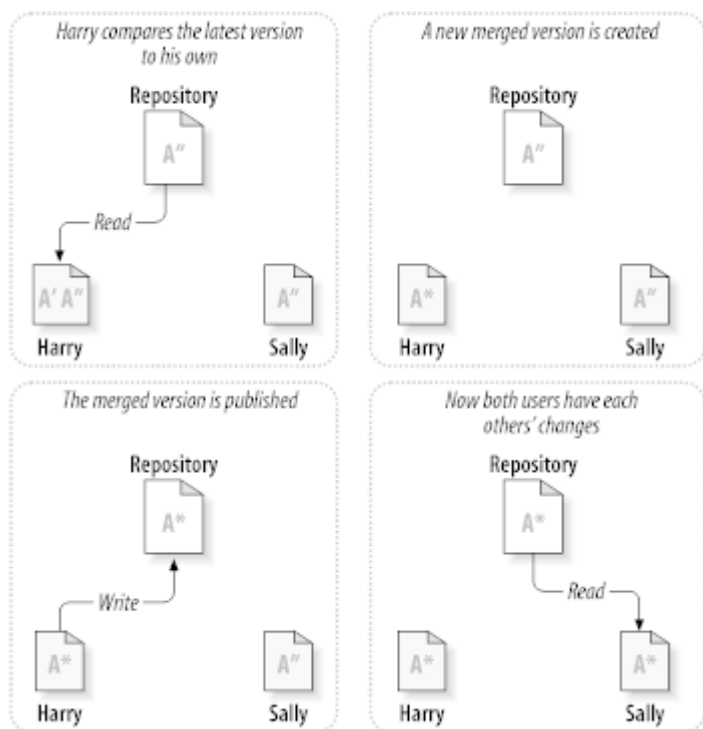 Harry compares the latest version
to his own
Repository
A″
Read
A′ A″
A″
Harry
Sally
A new merged version is created
Repository
A″
A*
A″
Harry
Sally
The merged version is published
Repository
A*
Write
A*
A″
Harry
Sally
Now both users have each
others’ changes
Repository
A*
Read
A*
A*
Harry
Sally